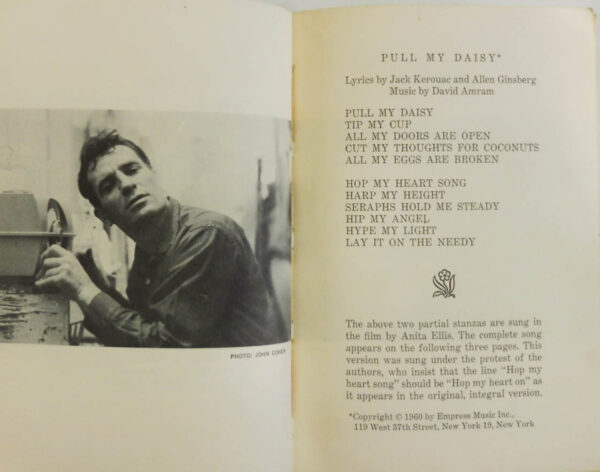 PHOTO: JOHN COHEN
PULL MY DAISY*
Lyrics by Jack Kerouac and Allen Ginsberg
Music by David Amram
PULL MY DAISY
TIP MY CUP
ALL MY DOORS ARE OPEN
CUT MY THOUGHTS FOR COCONUTS
ALL MY EGGS ARE BROKEN
HOP MY HEART SONG
HARP MY HEIGHT
SERAPHS HOLD ME STEADY
HIP MY ANGEL
HYPE MY LIGHT
LAY IT ON THE NEEDY
The above two partial stanzas are sung in
the film by Anita Ellis. The complete song
appears on the following three pages. This
version was sung under the protest of the
authors, who insist that the line "Hop my
heart song" should be "Hop my heart on" as
it appears in the original, integral version.
*Copyright © 1960 by Empress Music Inc.,
119 West 57th Street, New York 19, New York